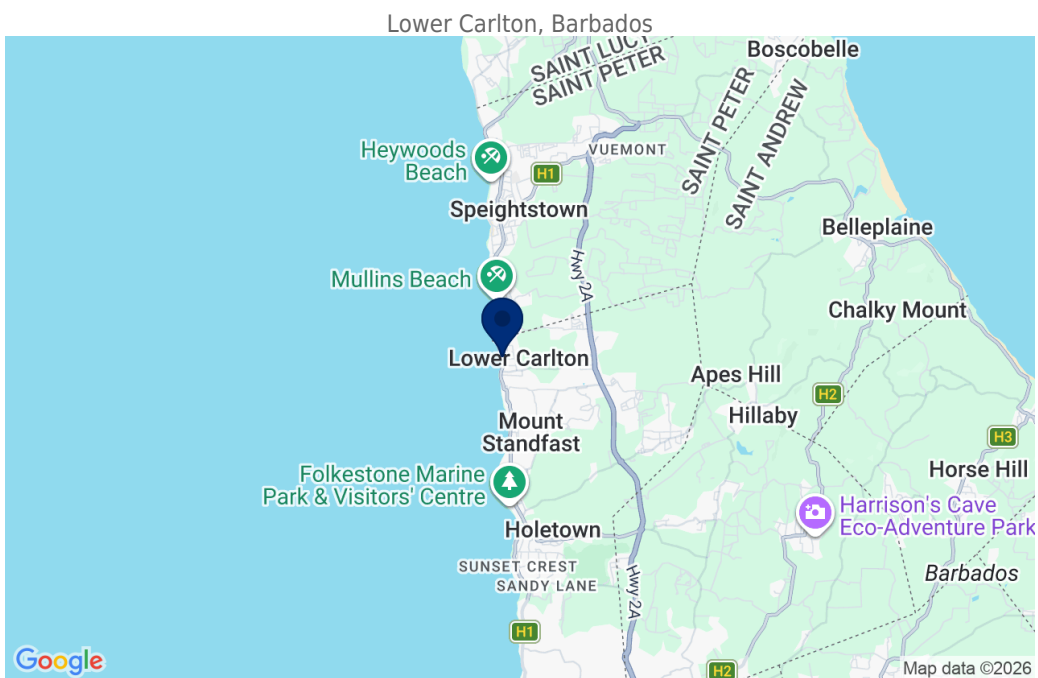 Lower Carlton, Barbados
SAINT LUCY
SAINT PETER
Boscobelle
SAINT PETER
SAINT ANDREW
Heywoods
Beach
VUEMONT
H1
Speightstown
Belleplaine
Hwy 2A
Mullins Beach
Chalky Mount
Lower Carlton
Apes Hill
H2
Hillaby
Mount
Standfast
H3
Horse Hill
Folkestone Marine
Park & Visitors' Centre
Harrison's Cave
Eco-Adventure Park
Holetown
SUNSET CREST
SANDY LANE
Hwy 2A
Barbados
H1
H2
Google
Map data ©2026